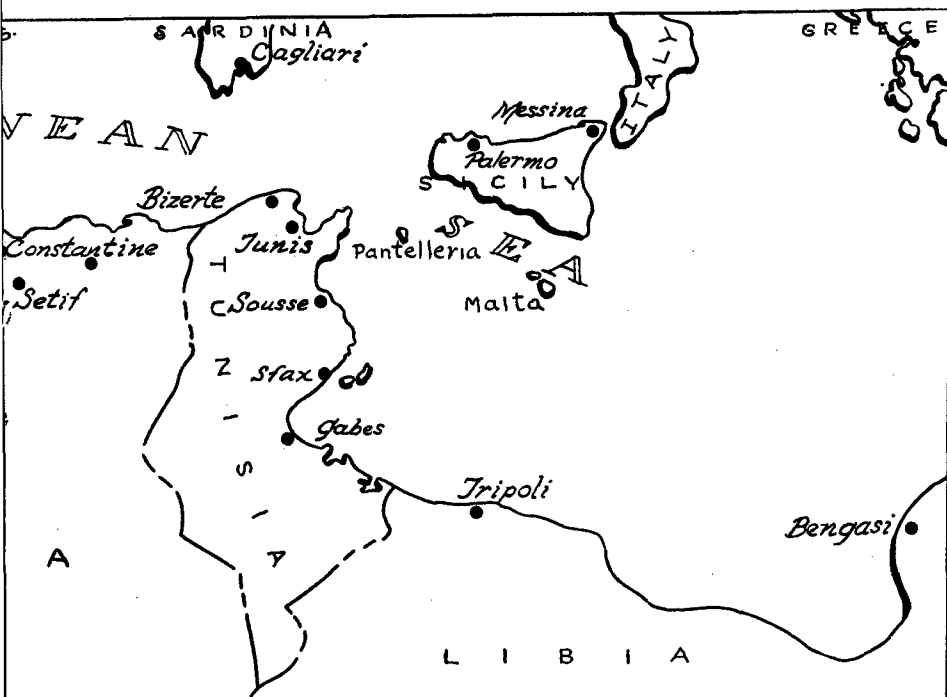 SARDINIA
Cagliari
ITALY
GREECE
NEAN
Messina
Palermo
SICILY
Bizerte
Tunis
Constantine
Setif
Pantelleria
SEA
Malta
TUNISIA
Sousse
Sfax
Gabes
Tripoli
Bengasi
A
LIBIA